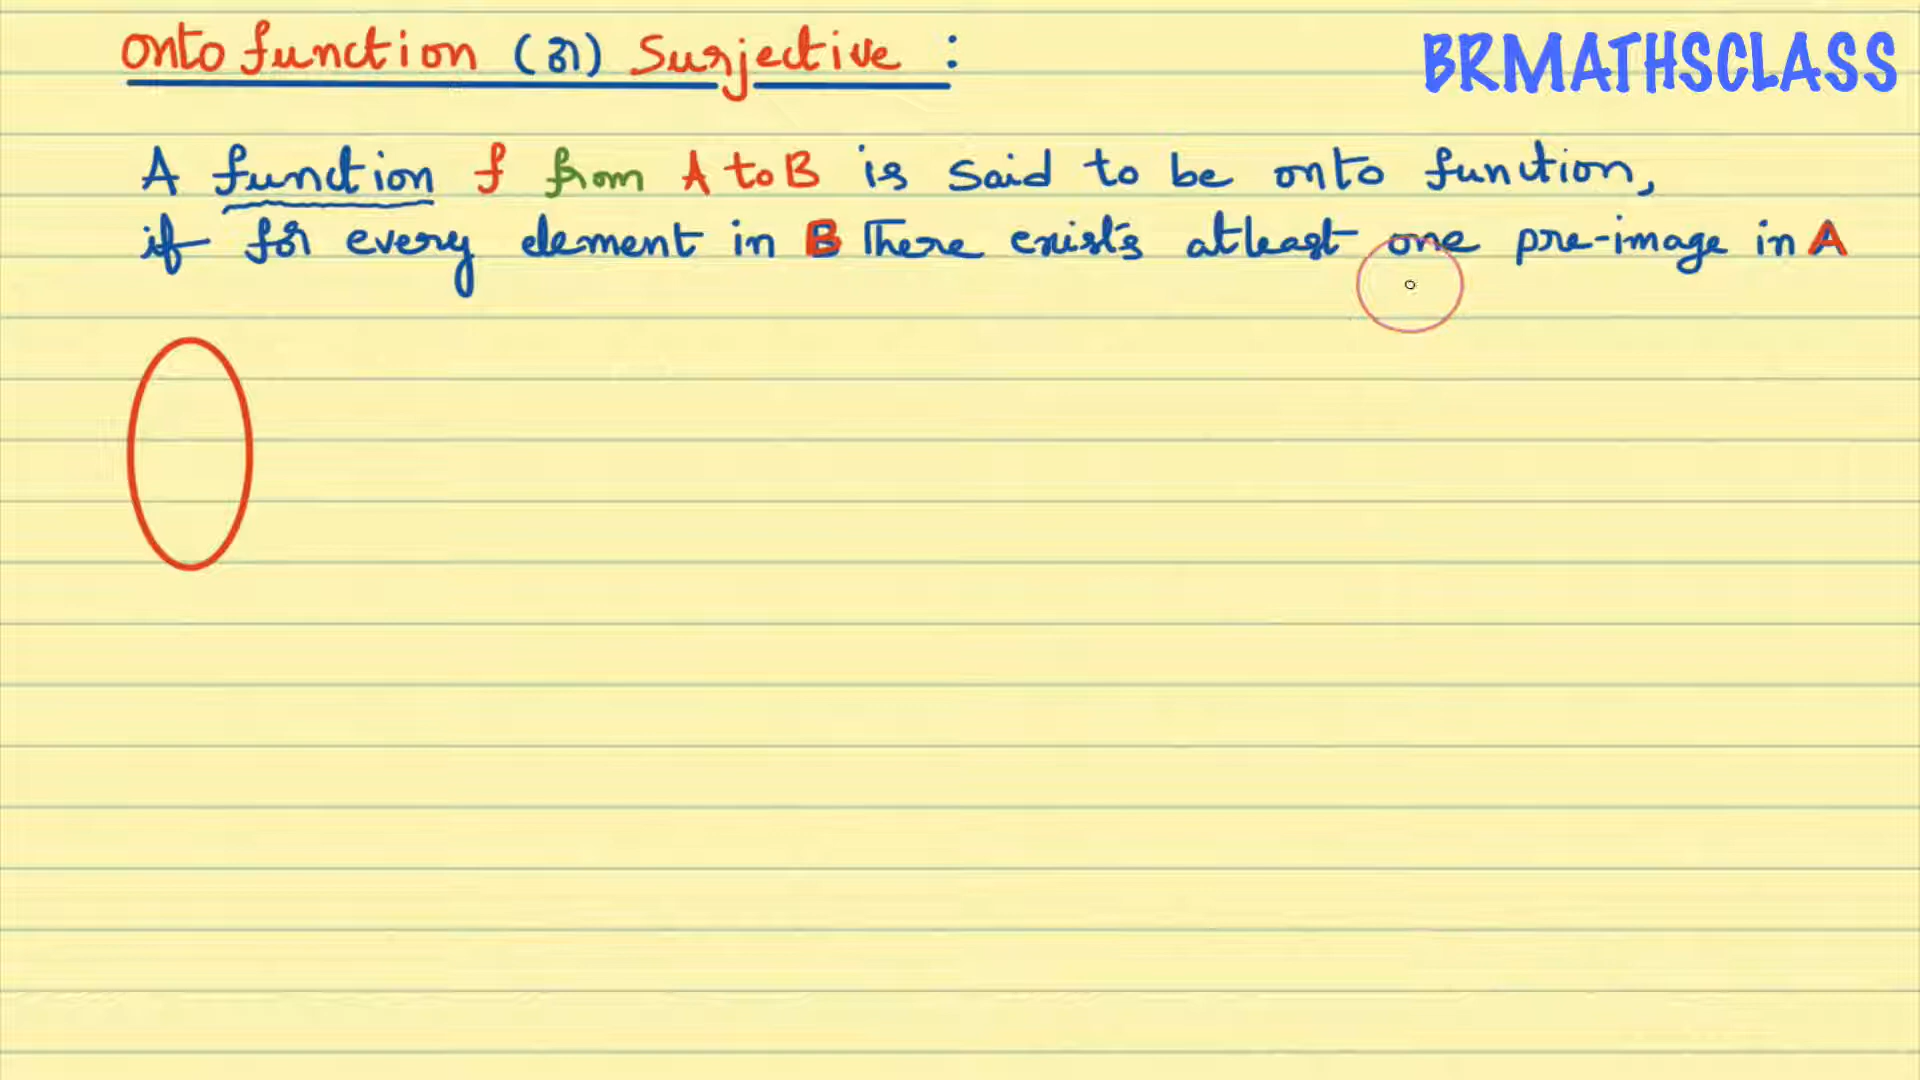 onto function (or) Surjective :
BRMATHSCLASS
A function f from A to B is said to be onto function,
if for every element in B There exists atleast one pre-image in A